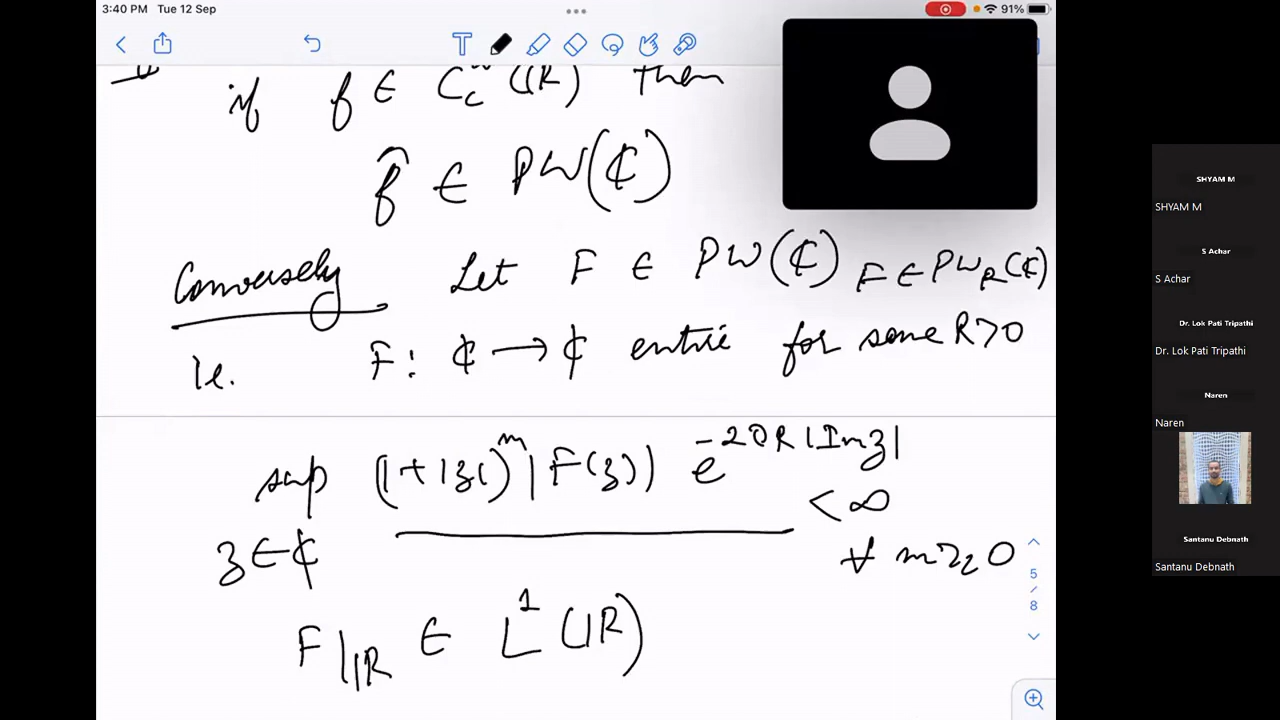 3:40 PM Tue 12 Sep
91%
if f ∈ C_c^∞(ℝ) then
f̂ ∈ PW(ℂ)
Conversely Let F ∈ PW(ℂ) F ∈ PW_R(ℂ)
ie. F: ℂ → ℂ entire for some R>0
sup (1+|z|)^m |F(z)| e^{-2πR|Imz|}
< ∞
z∈ℂ
∀ m≥0
F|_ℝ ∈ L^1(ℝ)
5
/
8
T
SHYAM M
SHYAM M
S Achar
S Achar
Dr. Lok Pati Tripathi
Dr. Lok Pati Tripathi
Naren
Naren
Santanu Debnath
Santanu Debnath